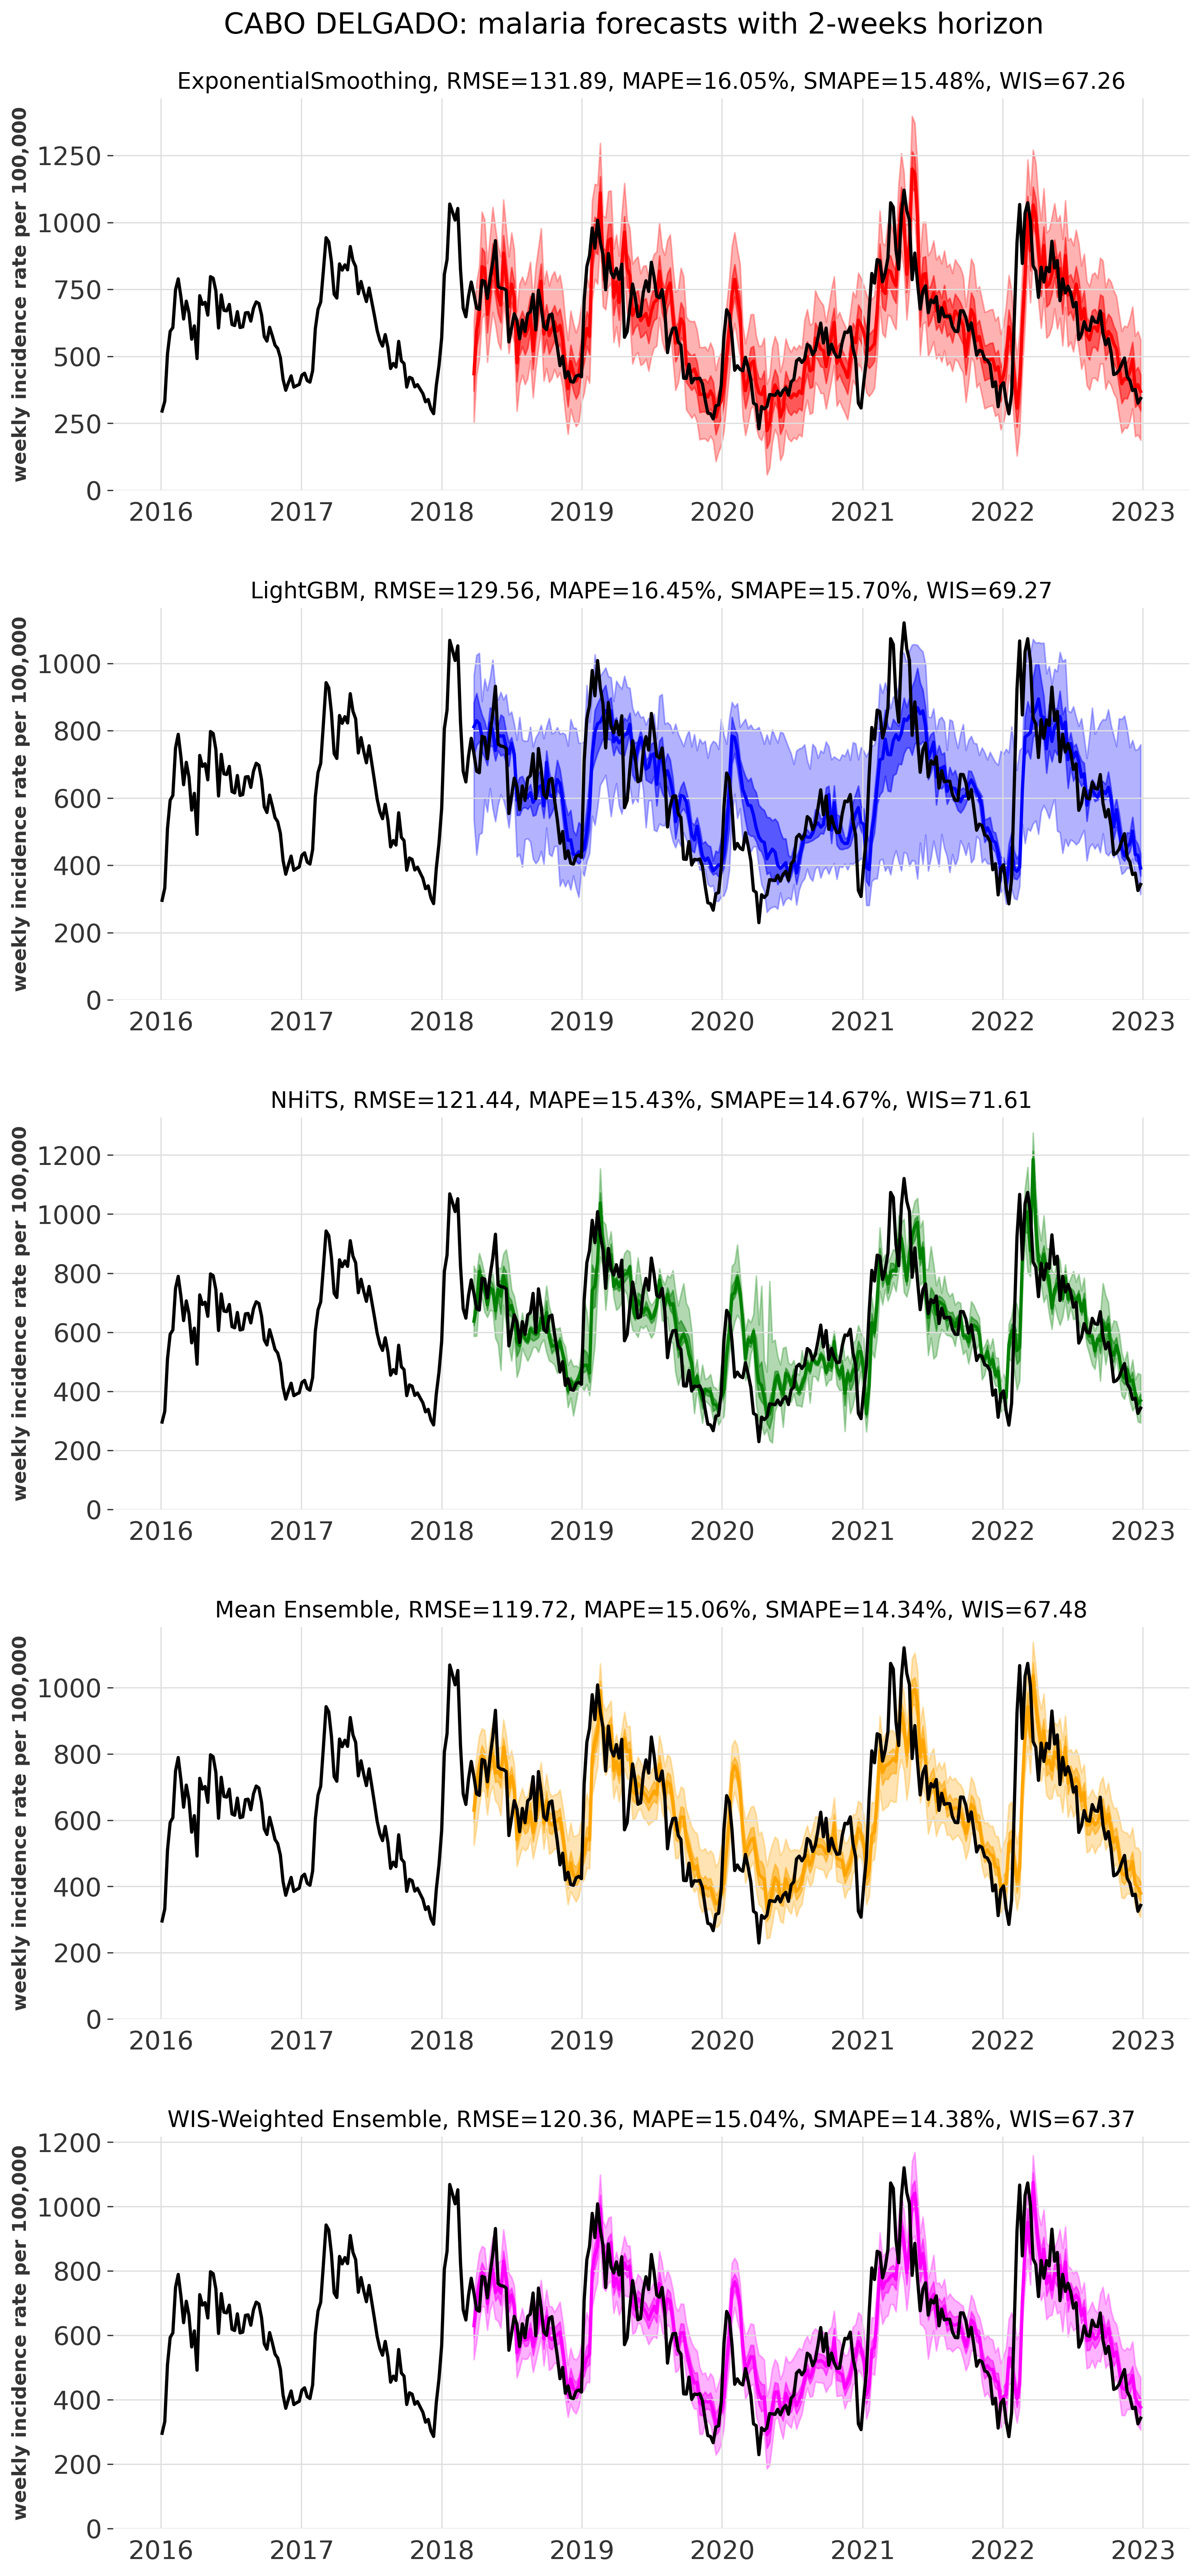 CABO DELGADO: malaria forecasts with 2-weeks horizon
ExponentialSmoothing, RMSE=131.89, MAPE=16.05%, SMAPE=15.48%, WIS=67.26
weekly incidence rate per 100,000
1250
1000
750
500
250
0
2016 2017 2018 2019 2020 2021 2022 2023
LightGBM, RMSE=129.56, MAPE=16.45%, SMAPE=15.70%, WIS=69.27
weekly incidence rate per 100,000
1000
800
600
400
200
0
2016 2017 2018 2019 2020 2021 2022 2023
NHiTS, RMSE=121.44, MAPE=15.43%, SMAPE=14.67%, WIS=71.61
weekly incidence rate per 100,000
1200
1000
800
600
400
200
0
2016 2017 2018 2019 2020 2021 2022 2023
Mean Ensemble, RMSE=119.72, MAPE=15.06%, SMAPE=14.34%, WIS=67.48
weekly incidence rate per 100,000
1000
800
600
400
200
0
2016 2017 2018 2019 2020 2021 2022 2023
WIS-Weighted Ensemble, RMSE=120.36, MAPE=15.04%, SMAPE=14.38%, WIS=67.37
weekly incidence rate per 100,000
1200
1000
800
600
400
200
0
2016 2017 2018 2019 2020 2021 2022 2023